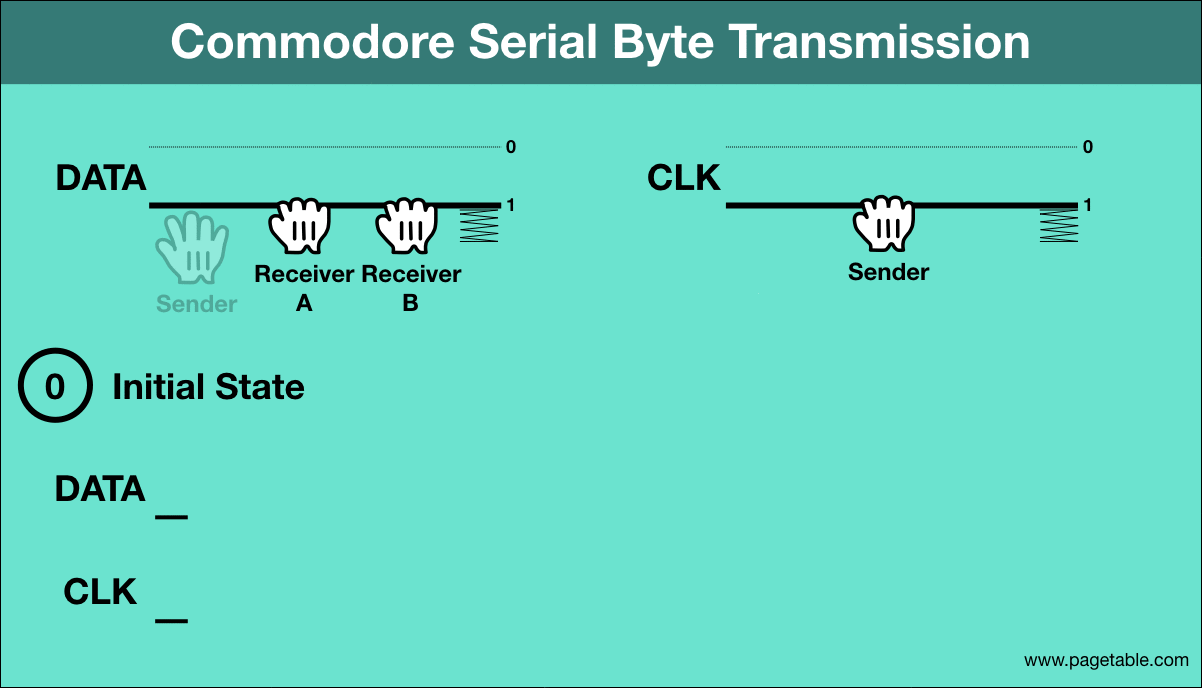 Commodore Serial Byte Transmission
0
0
DATA
CLK
1
1
Sender
Receiver A
Receiver B
Sender
0 Initial State
DATA
CLK
www.pagetable.com